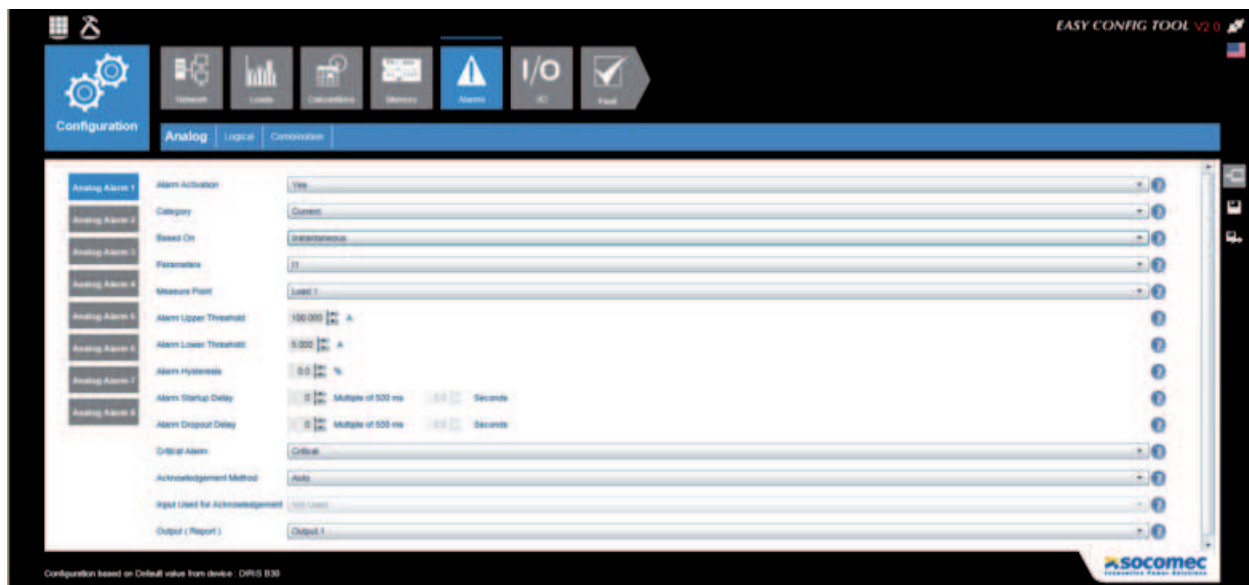 EASY CONFIG TOOL V2.0
Configuration
Network
Loads
Memory
Alarms
I/O
I/O
Final
Analog
Logical
Combination
Analog Alarm 1
Analog Alarm 2
Analog Alarm 3
Analog Alarm 4
Analog Alarm 5
Analog Alarm 6
Analog Alarm 7
Analog Alarm 8
Alarm Activation Yes
Category Current
Based On Instantaneous
Parameters I1
Measure Point Load 1
Alarm Upper Threshold 100.000 A
Alarm Lower Threshold 5.000 A
Alarm Hysteresis 0.0 %
Alarm Startup Delay 0 Multiple of 500 ms Seconds
Alarm Dropout Delay 0 Multiple of 500 ms Seconds
Critical Alarm Critical
Acknowledgement Method Auto
Input Used for Acknowledgement Not Used
Output ( Report ) Output 1
Configuration based on Default value from device : DIRIS B30
socomec
Innovative Power Solutions